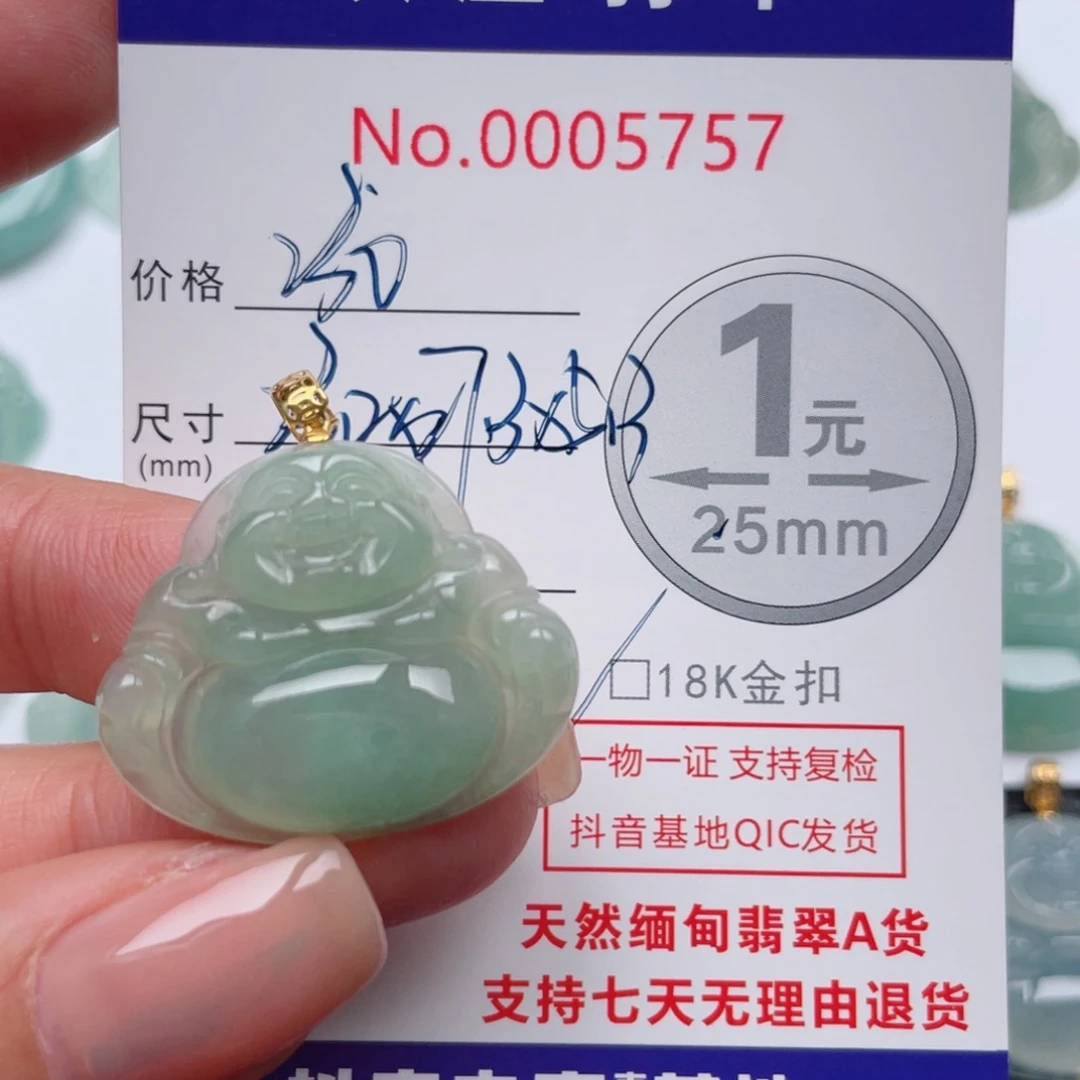 No.0005757
价格
尺寸
(mm)
1元
25mm
□18K金扣
一物一证 支持复检
抖音基地QIC发货
天然缅甸翡翠A货
支持七天无理由退货